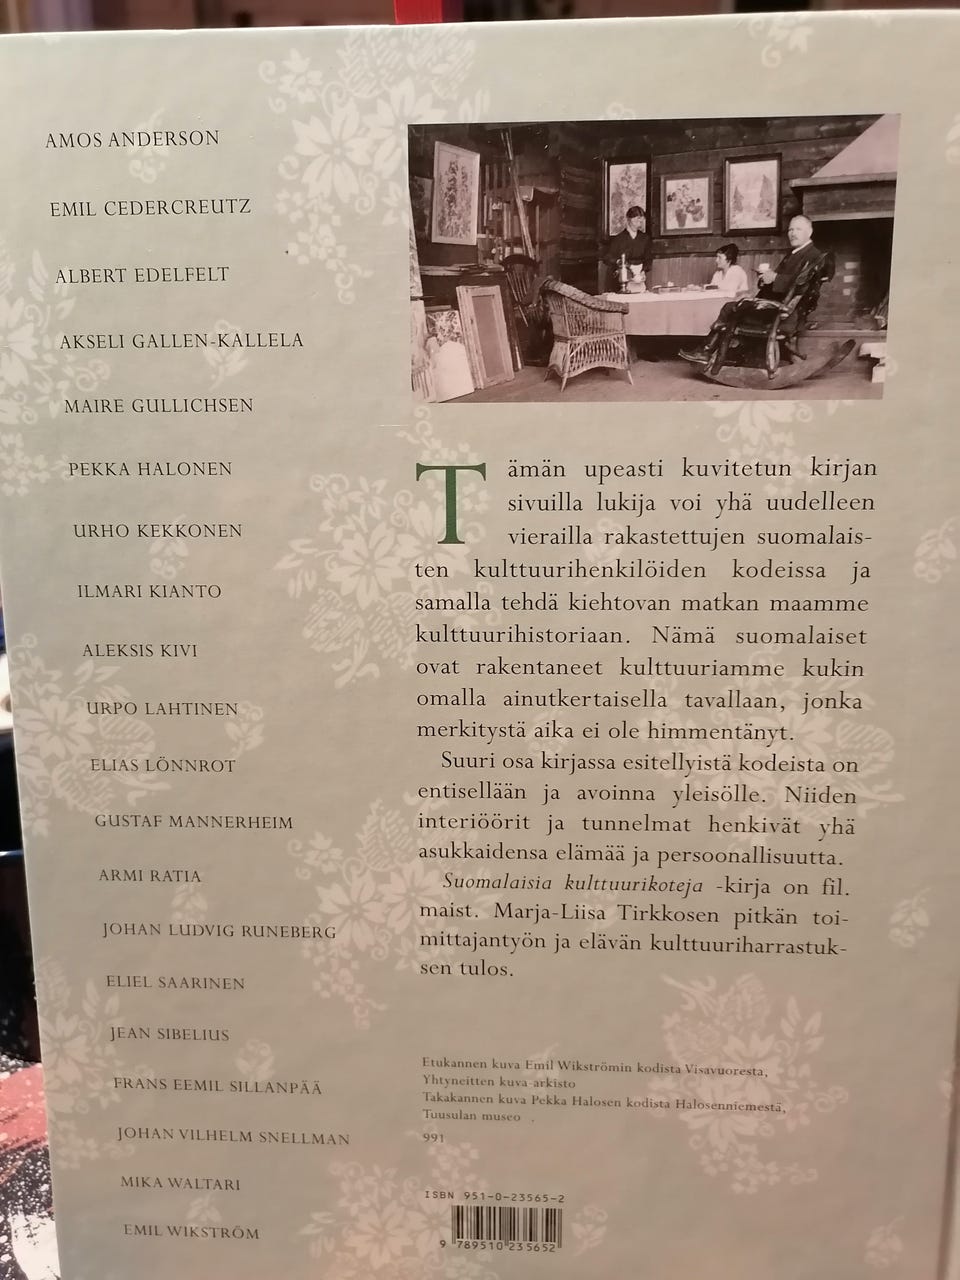 AMOS ANDERSON
EMIL CEDERCREUTZ
ALBERT EDELFELT
AKSELI GALLEN-KALLELA
MAIRE GULLICHSEN
PEKKA HALONEN
URHO KEKKONEN
ILMARI KIANTO
ALEKSIS KIVI
URPO LAHTINEN
ELIAS LÖNNROT
GUSTAF MANNERHEIM
ARMI RATIA
JOHAN LUDVIG RUNEBERG
ELIEL SAARINEN
JEAN SIBELIUS
FRANS EEMIL SILLANPÄÄ
JOHAN VILHELM SNELLMAN
MIKA WALTARI
EMIL WIKSTRÖM
Tämän upeasti kuvitetun kirjan
sivuilla lukija voi yhä uudelleen
vierailla rakastettujen suomalais-
ten kulttuurihenkilöiden kodeissa ja
samalla tehdä kiehtovan matkan maamme
kulttuurihistoriaan. Nämä suomalaiset
ovat rakentaneet kulttuuriamme kukin
omalla ainutkertaisella tavallaan, jonka
merkitystä aika ei ole himmentänyt.
Suuri osa kirjassa esitellyistä kodeista on
entisellään ja avoinna yleisölle. Niiden
interiöörit ja tunnelmat henkivät yhä
asukkaidensa elämää ja persoonallisuutta.
Suomalaisia kulttuurikoteja -kirja on fil.
maist. Marja-Liisa Tirkkosen pitkän toi-
mittajantyön ja elävän kulttuuriharrastuk-
sen tulos.
Etukannen kuva Emil Wikströmin kodista Visavuoresta,
Yhtyneitten kuva-arkisto
Takakannen kuva Pekka Halosen kodista Halosenniemestä,
Tuusulan museo
991
ISBN 951-0-23565-2
9 789510 235652